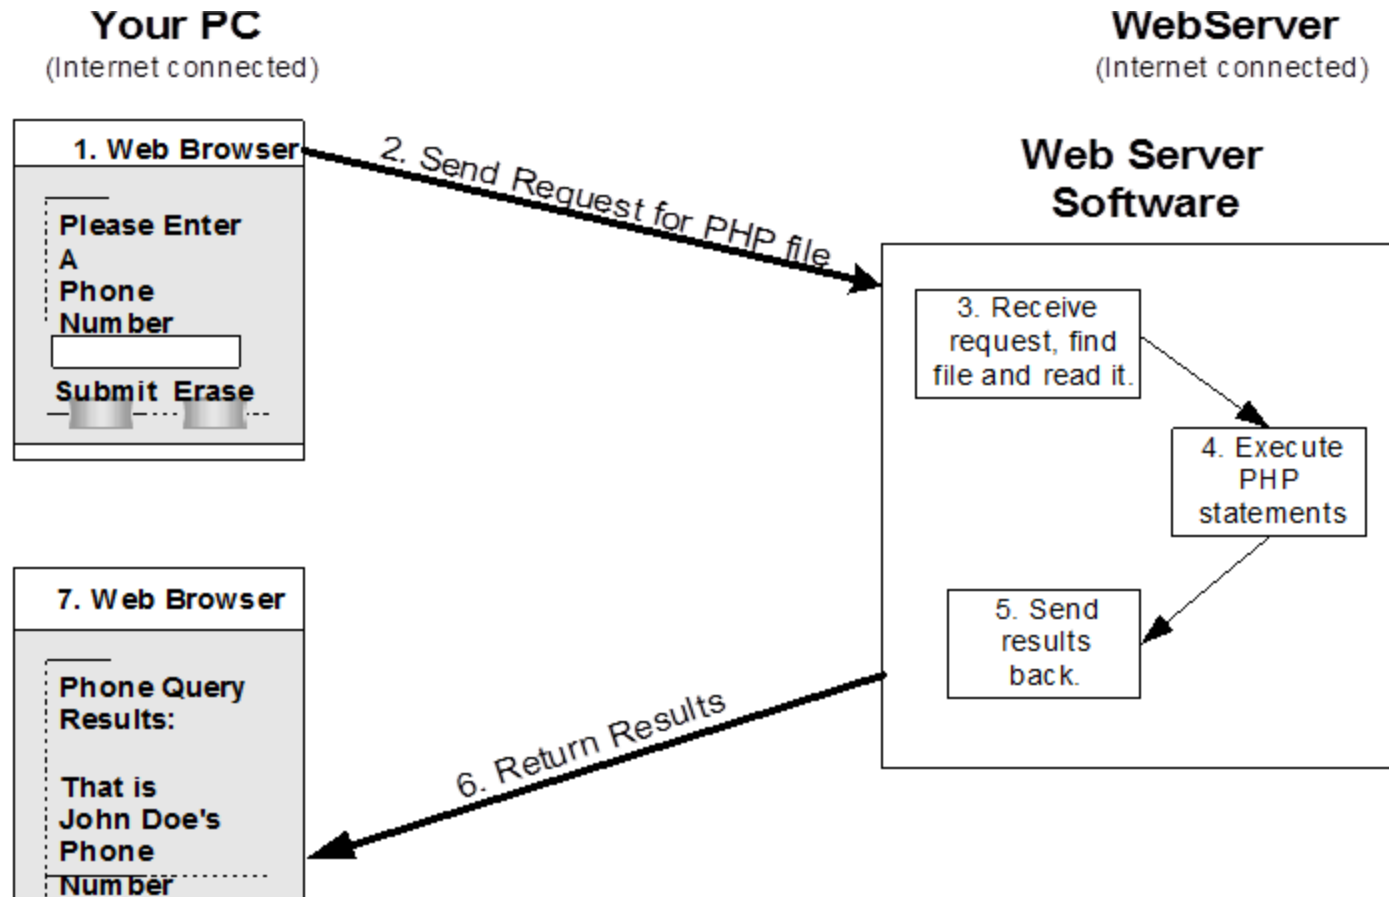 Your PC
(Internet connected)
WebServer
(Internet connected)
1. Web Browser
Please Enter
A
Phone
Number
Submit Erase
2. Send Request for PHP file
Web Server
Software
3. Receive
request, find
file and read it.
4. Execute
PHP
statements
5. Send
results
back.
6. Return Results
7. Web Browser
Phone Query
Results:
That is
John Doe's
Phone
Number